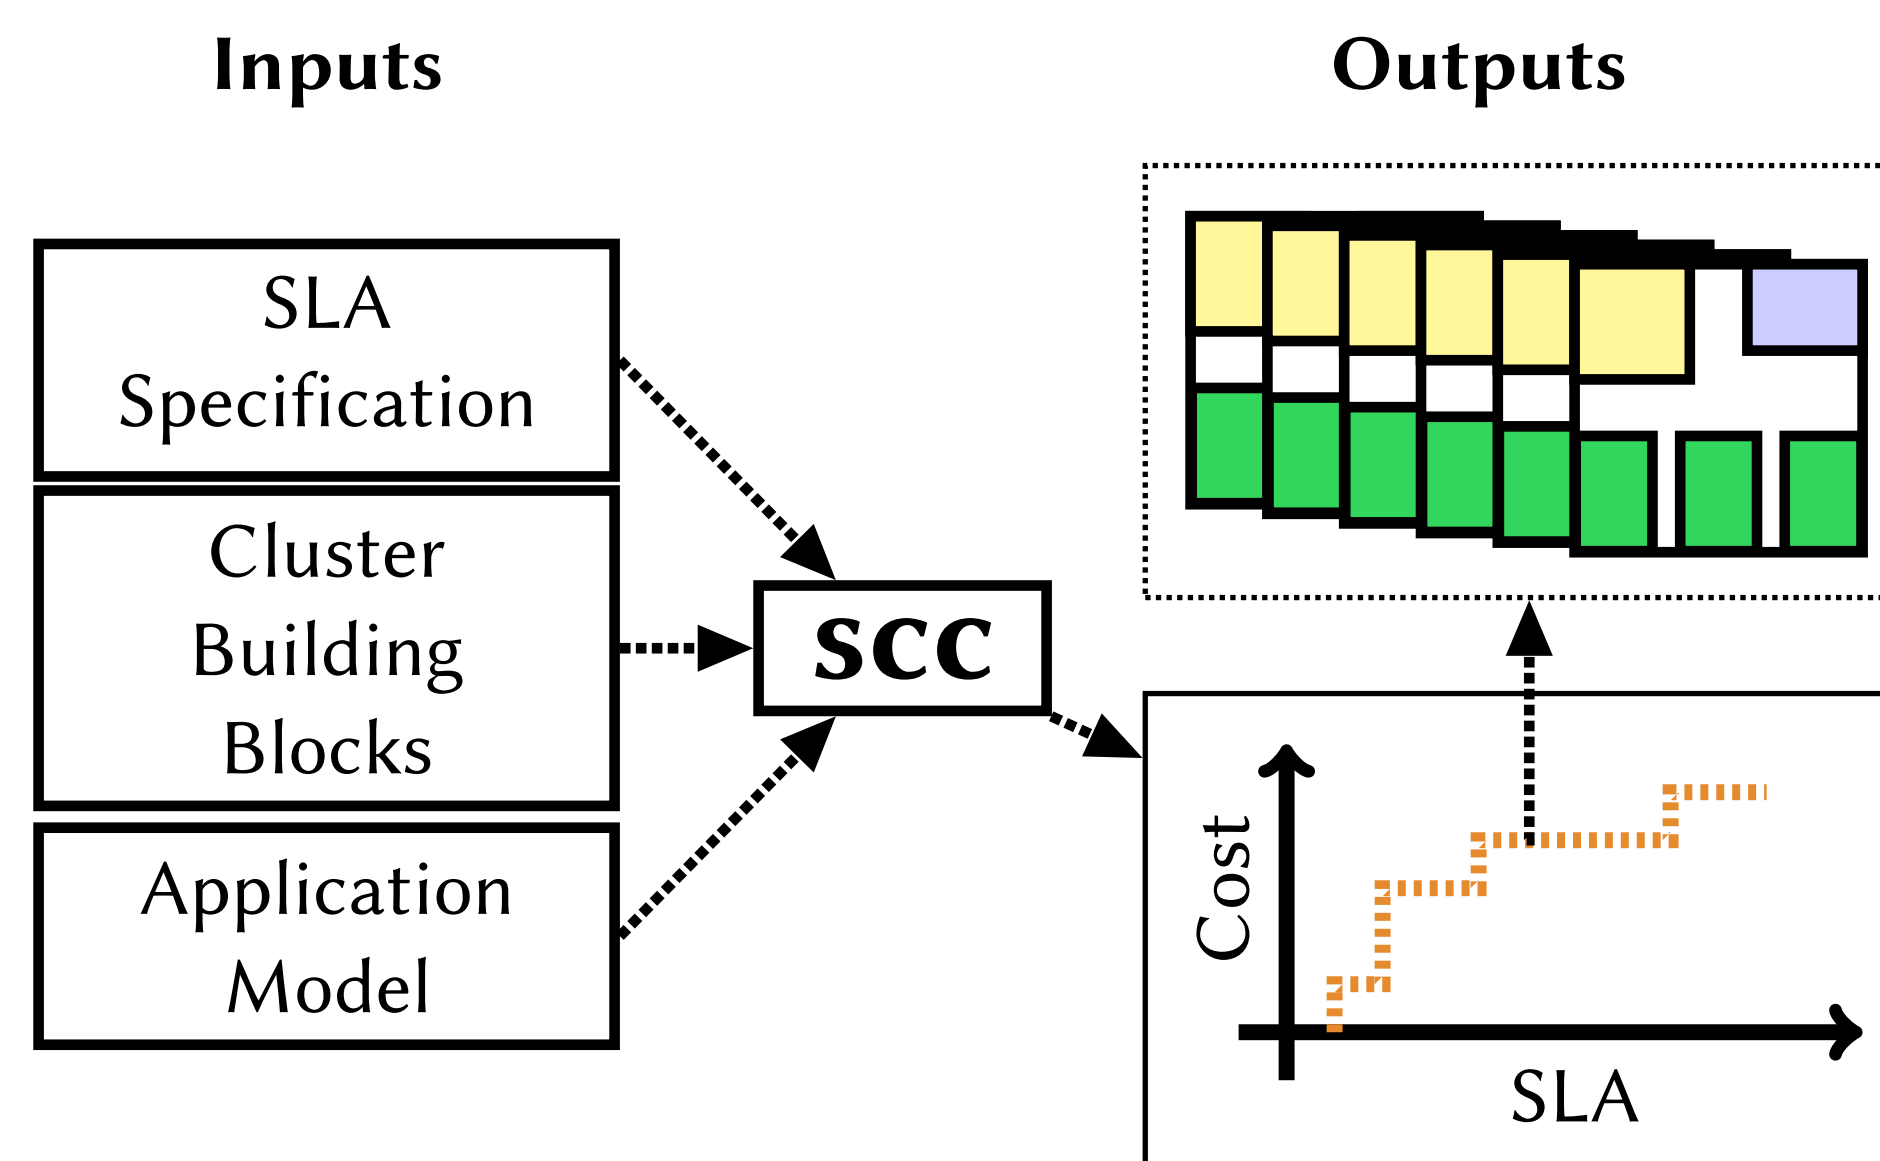 Inputs
Outputs
SLA
Specification
Cluster
Building
Blocks
Application
Model
scc
Cost
SLA